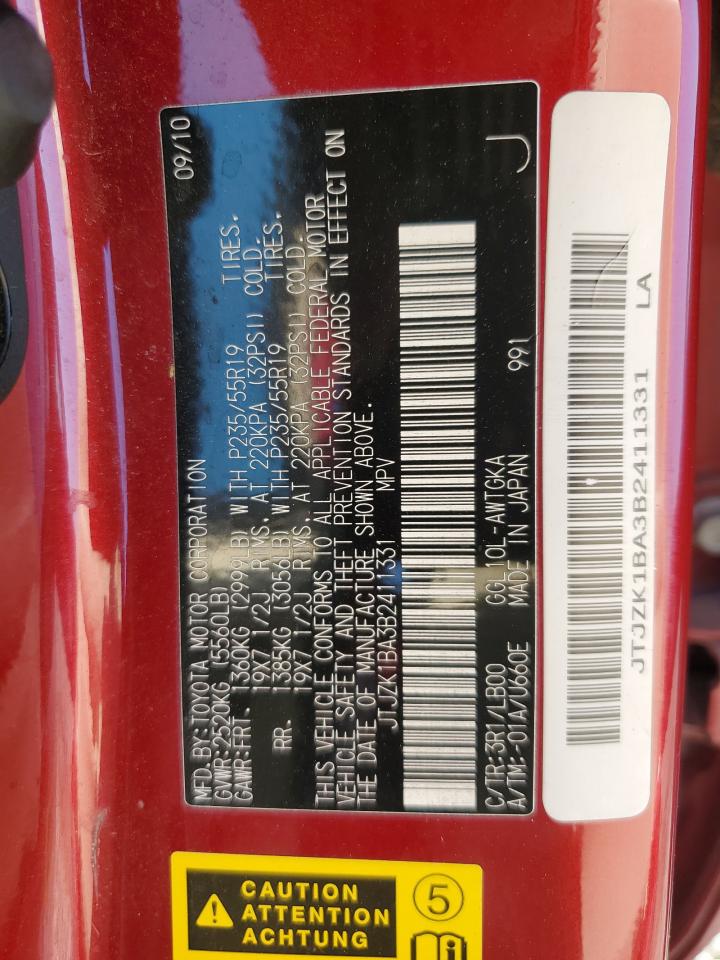 MFD.BY:TOYOTA MOTOR CORPORATION 09/10
GVWR:2520KG (5560LB)
GAWR:FRT. 1360KG (2999LB) WITH P235/55R19 TIRES.
19X7 1/2J RIMS. AT 220KPA (32PSI) COLD.
RR. 1385KG (3056LB) WITH P235/55R19 TIRES.
19X7 1/2J RIMS. AT 220KPA (32PSI) COLD.
THIS VEHICLE CONFORMS TO ALL APPLICABLE FEDERAL MOTOR
VEHICLE SAFETY AND THEFT PREVENTION STANDARDS IN EFFECT ON
THE DATE OF MANUFACTURE SHOWN ABOVE.
JTJZK1BA3B2411331 MPV
C/TR:3R1/LB00 GGL10L-AWTGKA
A/TM:-01A/U660E MADE IN JAPAN 991 J
JTJZK1BA3B2411331 LA
CAUTION
ATTENTION
ACHTUNG
5